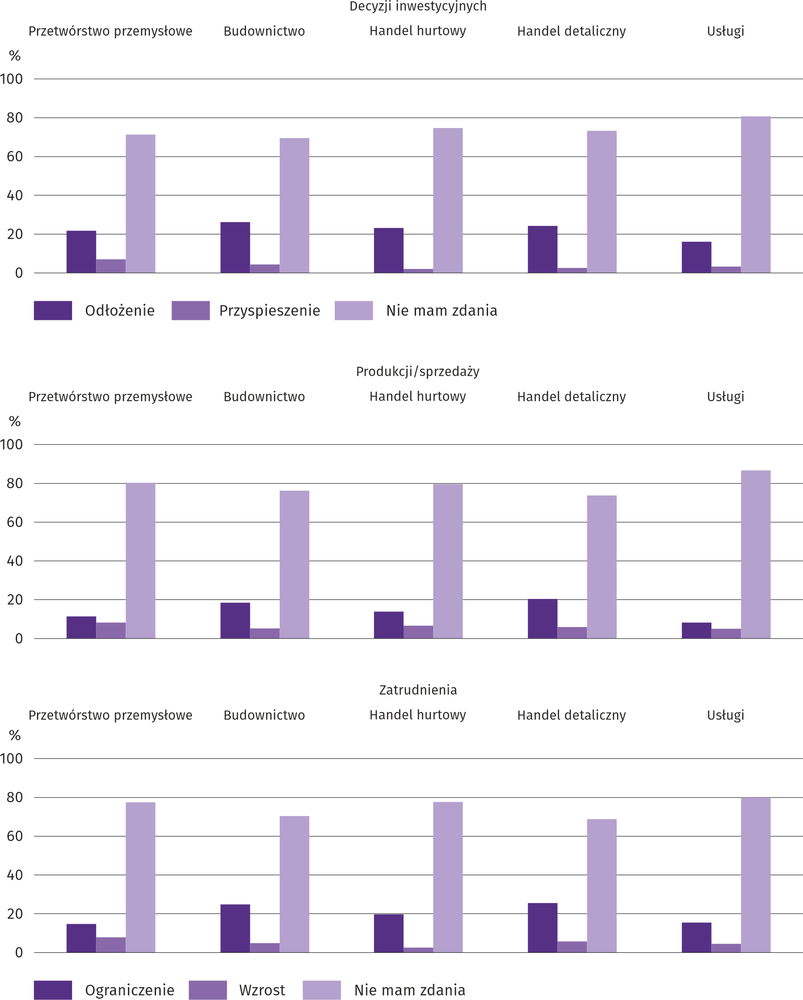 Decyzji inwestycyjnych
Przetwórstwo przemysłowe Budownictwo Handel hurtowy Handel detaliczny Usługi
%
100
80
60
40
20
0
Odłożenie Przyspieszenie Nie mam zdania
Produkcji/sprzedaży
Przetwórstwo przemysłowe Budownictwo Handel hurtowy Handel detaliczny Usługi
%
100
80
60
40
20
0
Zatrudnienia
Przetwórstwo przemysłowe Budownictwo Handel hurtowy Handel detaliczny Usługi
%
100
80
60
40
20
0
Ograniczenie Wzrost Nie mam zdania